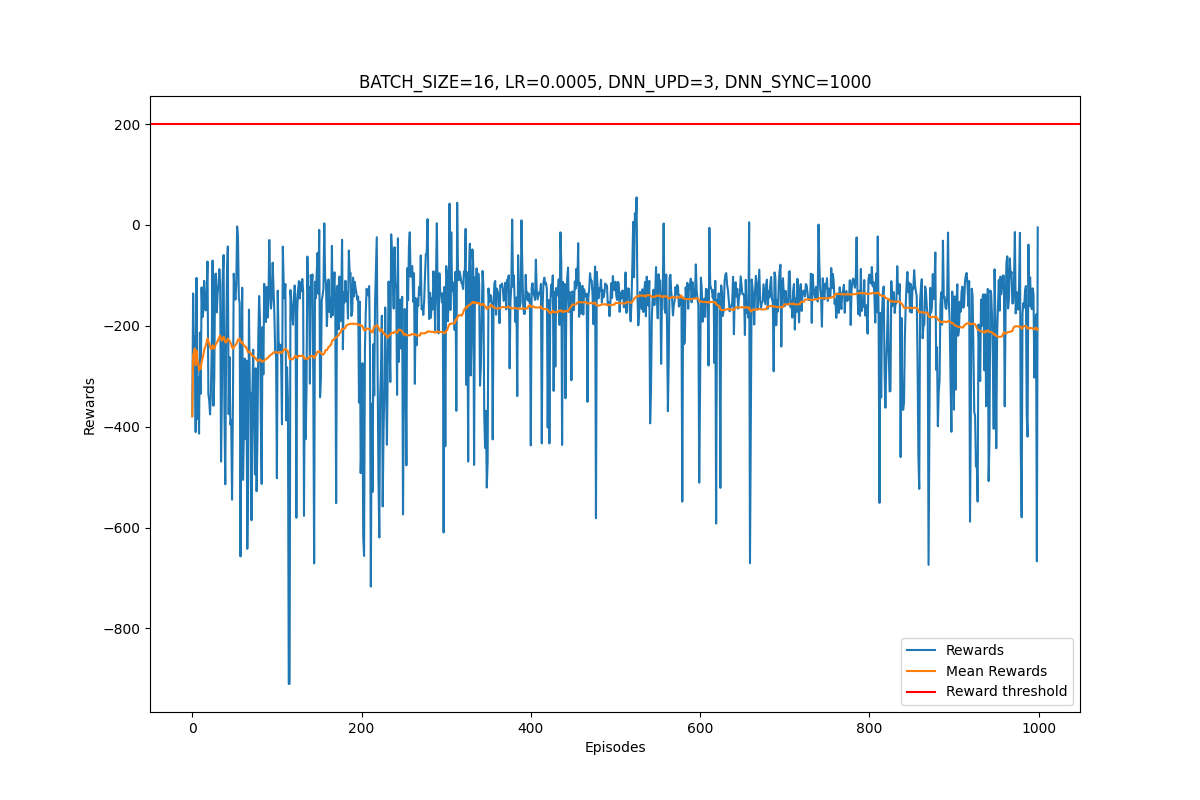 BATCH_SIZE=16, LR=0.0005, DNN_UPD=3, DNN_SYNC=1000
200
0
−200
−400
−600
−800
Rewards
0
200
400
600
800
1000
Episodes
Rewards
Mean Rewards
Reward threshold